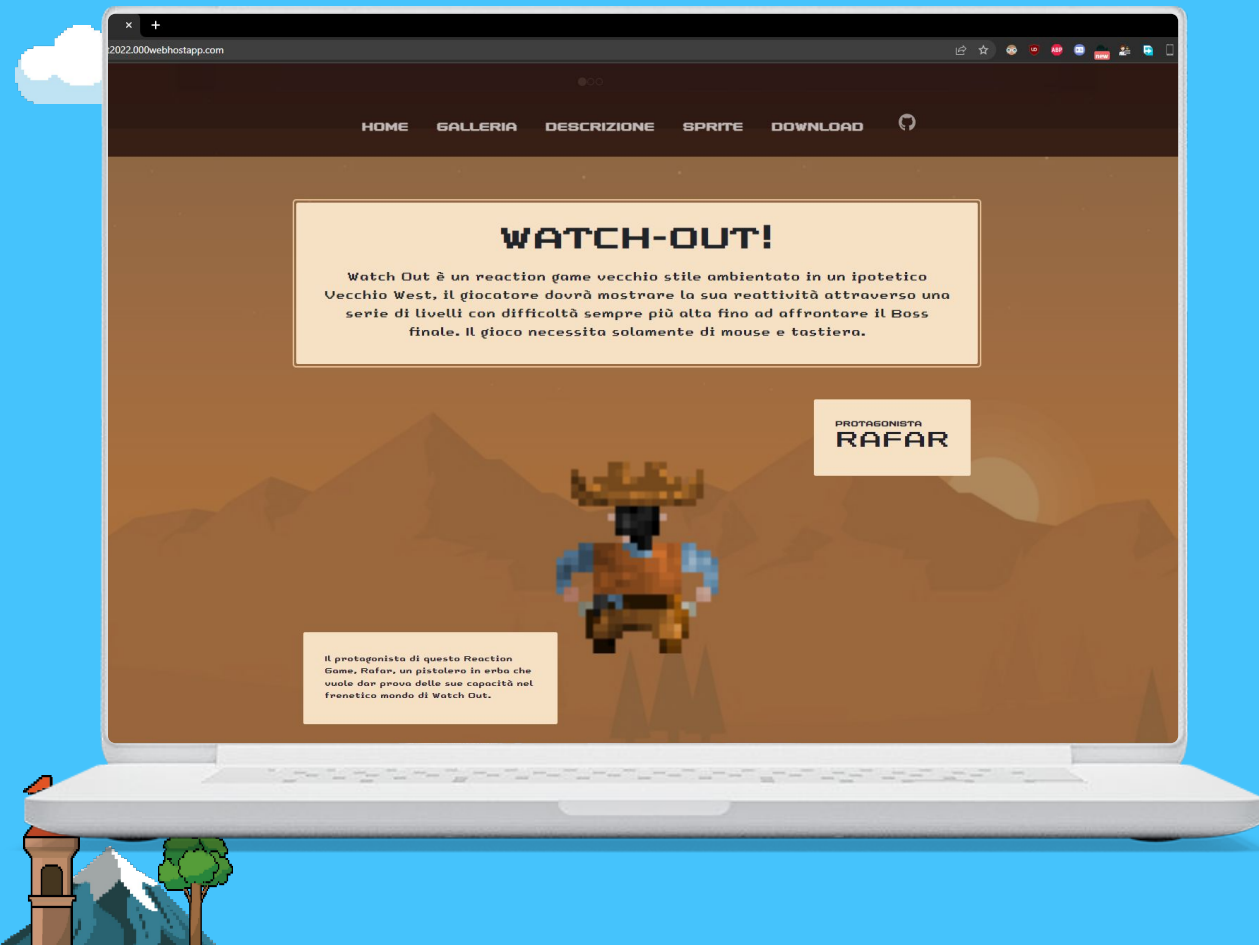 :2022.000webhostapp.com
new
HOME GALLERIA DESCRIZIONE SPRITE DOWNLOAD
WATCH-OUT!
Watch Out è un reaction game vecchio stile ambientato in un ipotetico
Vecchio West, il giocatore dovrà mostrare la sua reattività attraverso una
serie di livelli con difficoltà sempre più alta fino ad affrontare il Boss
finale. Il gioco necessita solamente di mouse e tastiera.
PROTAGONISTA
RAFAR
Il protagonista di questo Reaction
Game, Rafar, un pistolero in erba che
vuole dar prova delle sue capacità nel
frenetico mondo di Watch Out.